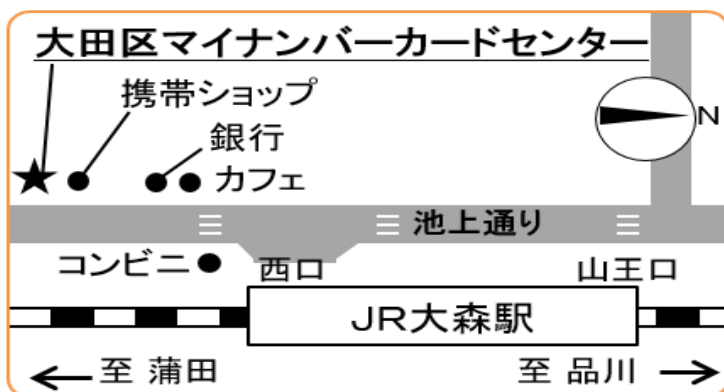 大田区マイナンバーカードセンター
携帯ショップ
銀行
カフェ
N
池上通り
コンビニ
西口
山王口
JR大森駅
至 蒲田
至 品川